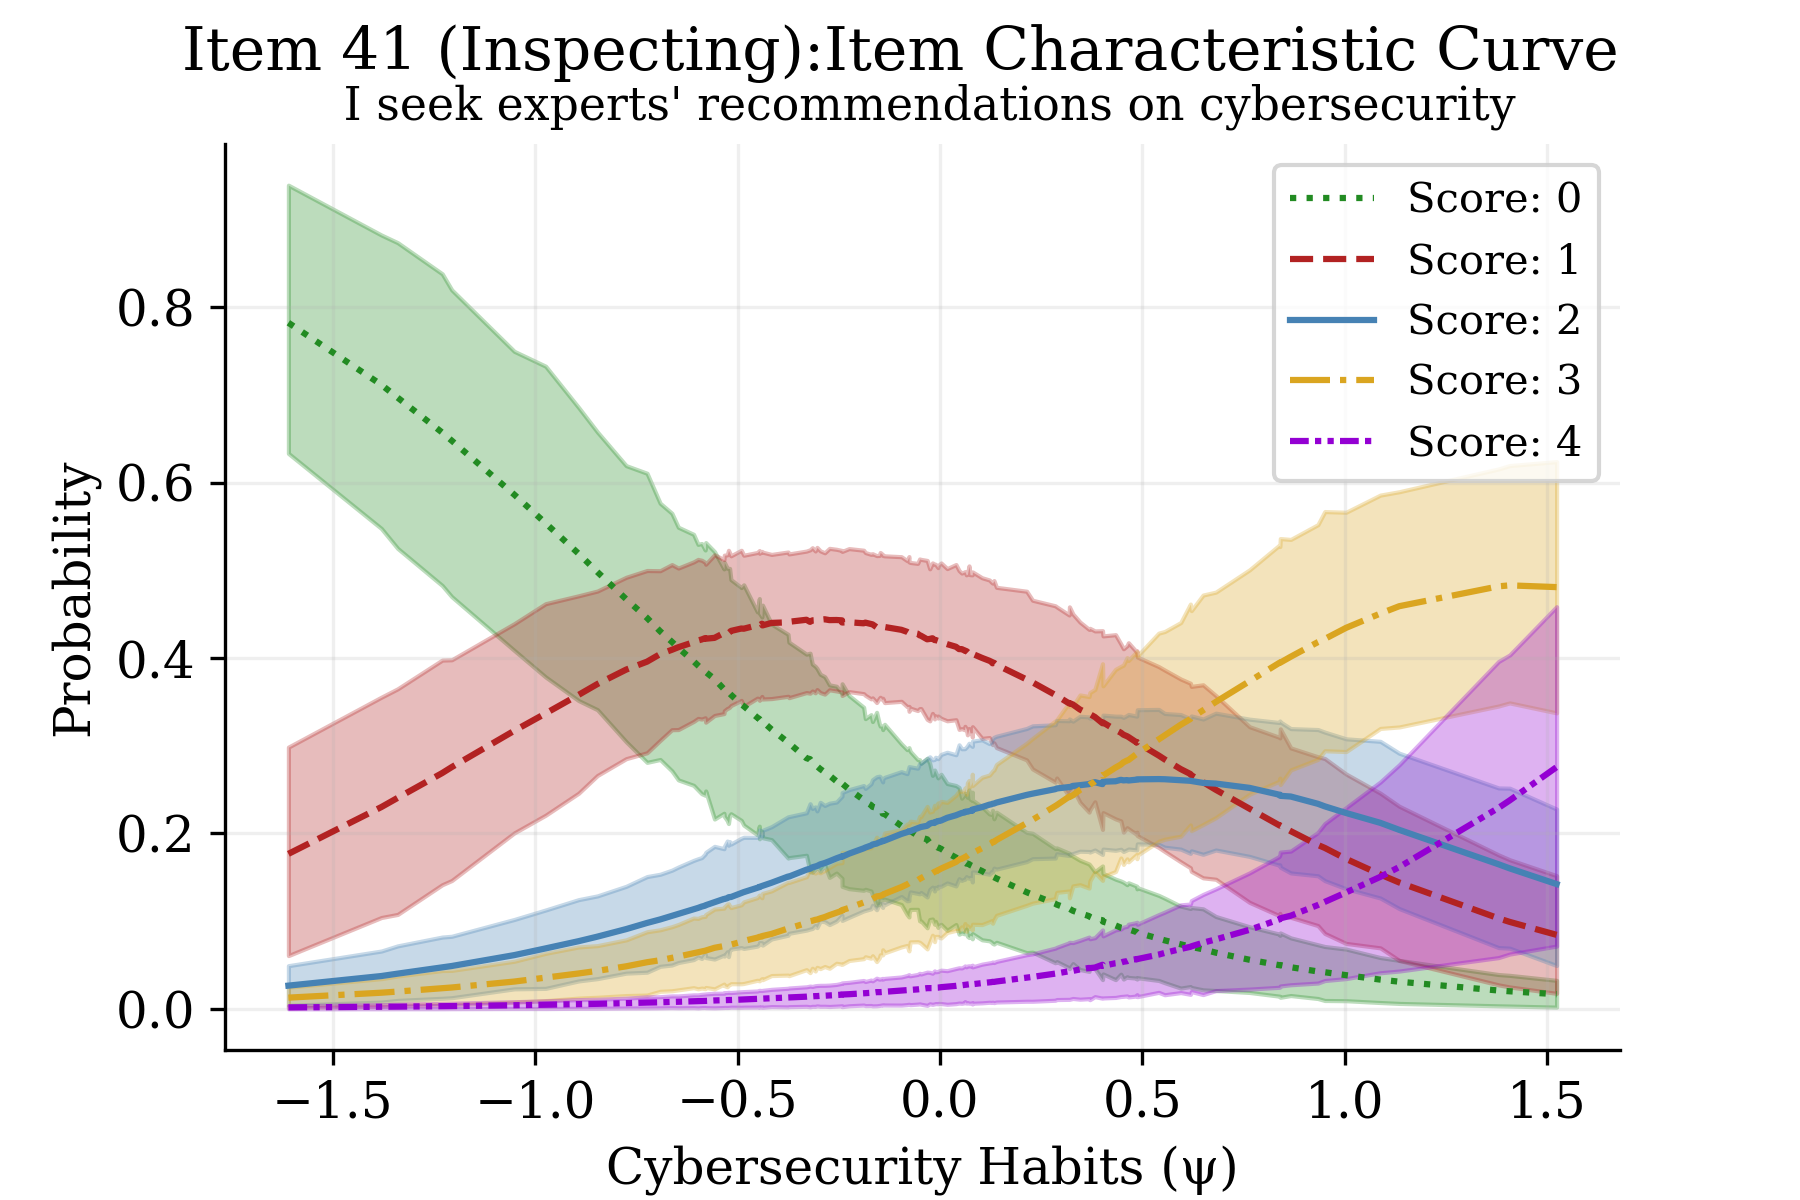 Item 41 (Inspecting):Item Characteristic Curve
I seek experts' recommendations on cybersecurity
Score: 0
Score: 1
Score: 2
Score: 3
Score: 4
Probability
0.8
0.6
0.4
0.2
0.0
−1.5 −1.0 −0.5 0.0 0.5 1.0 1.5
Cybersecurity Habits (ψ)